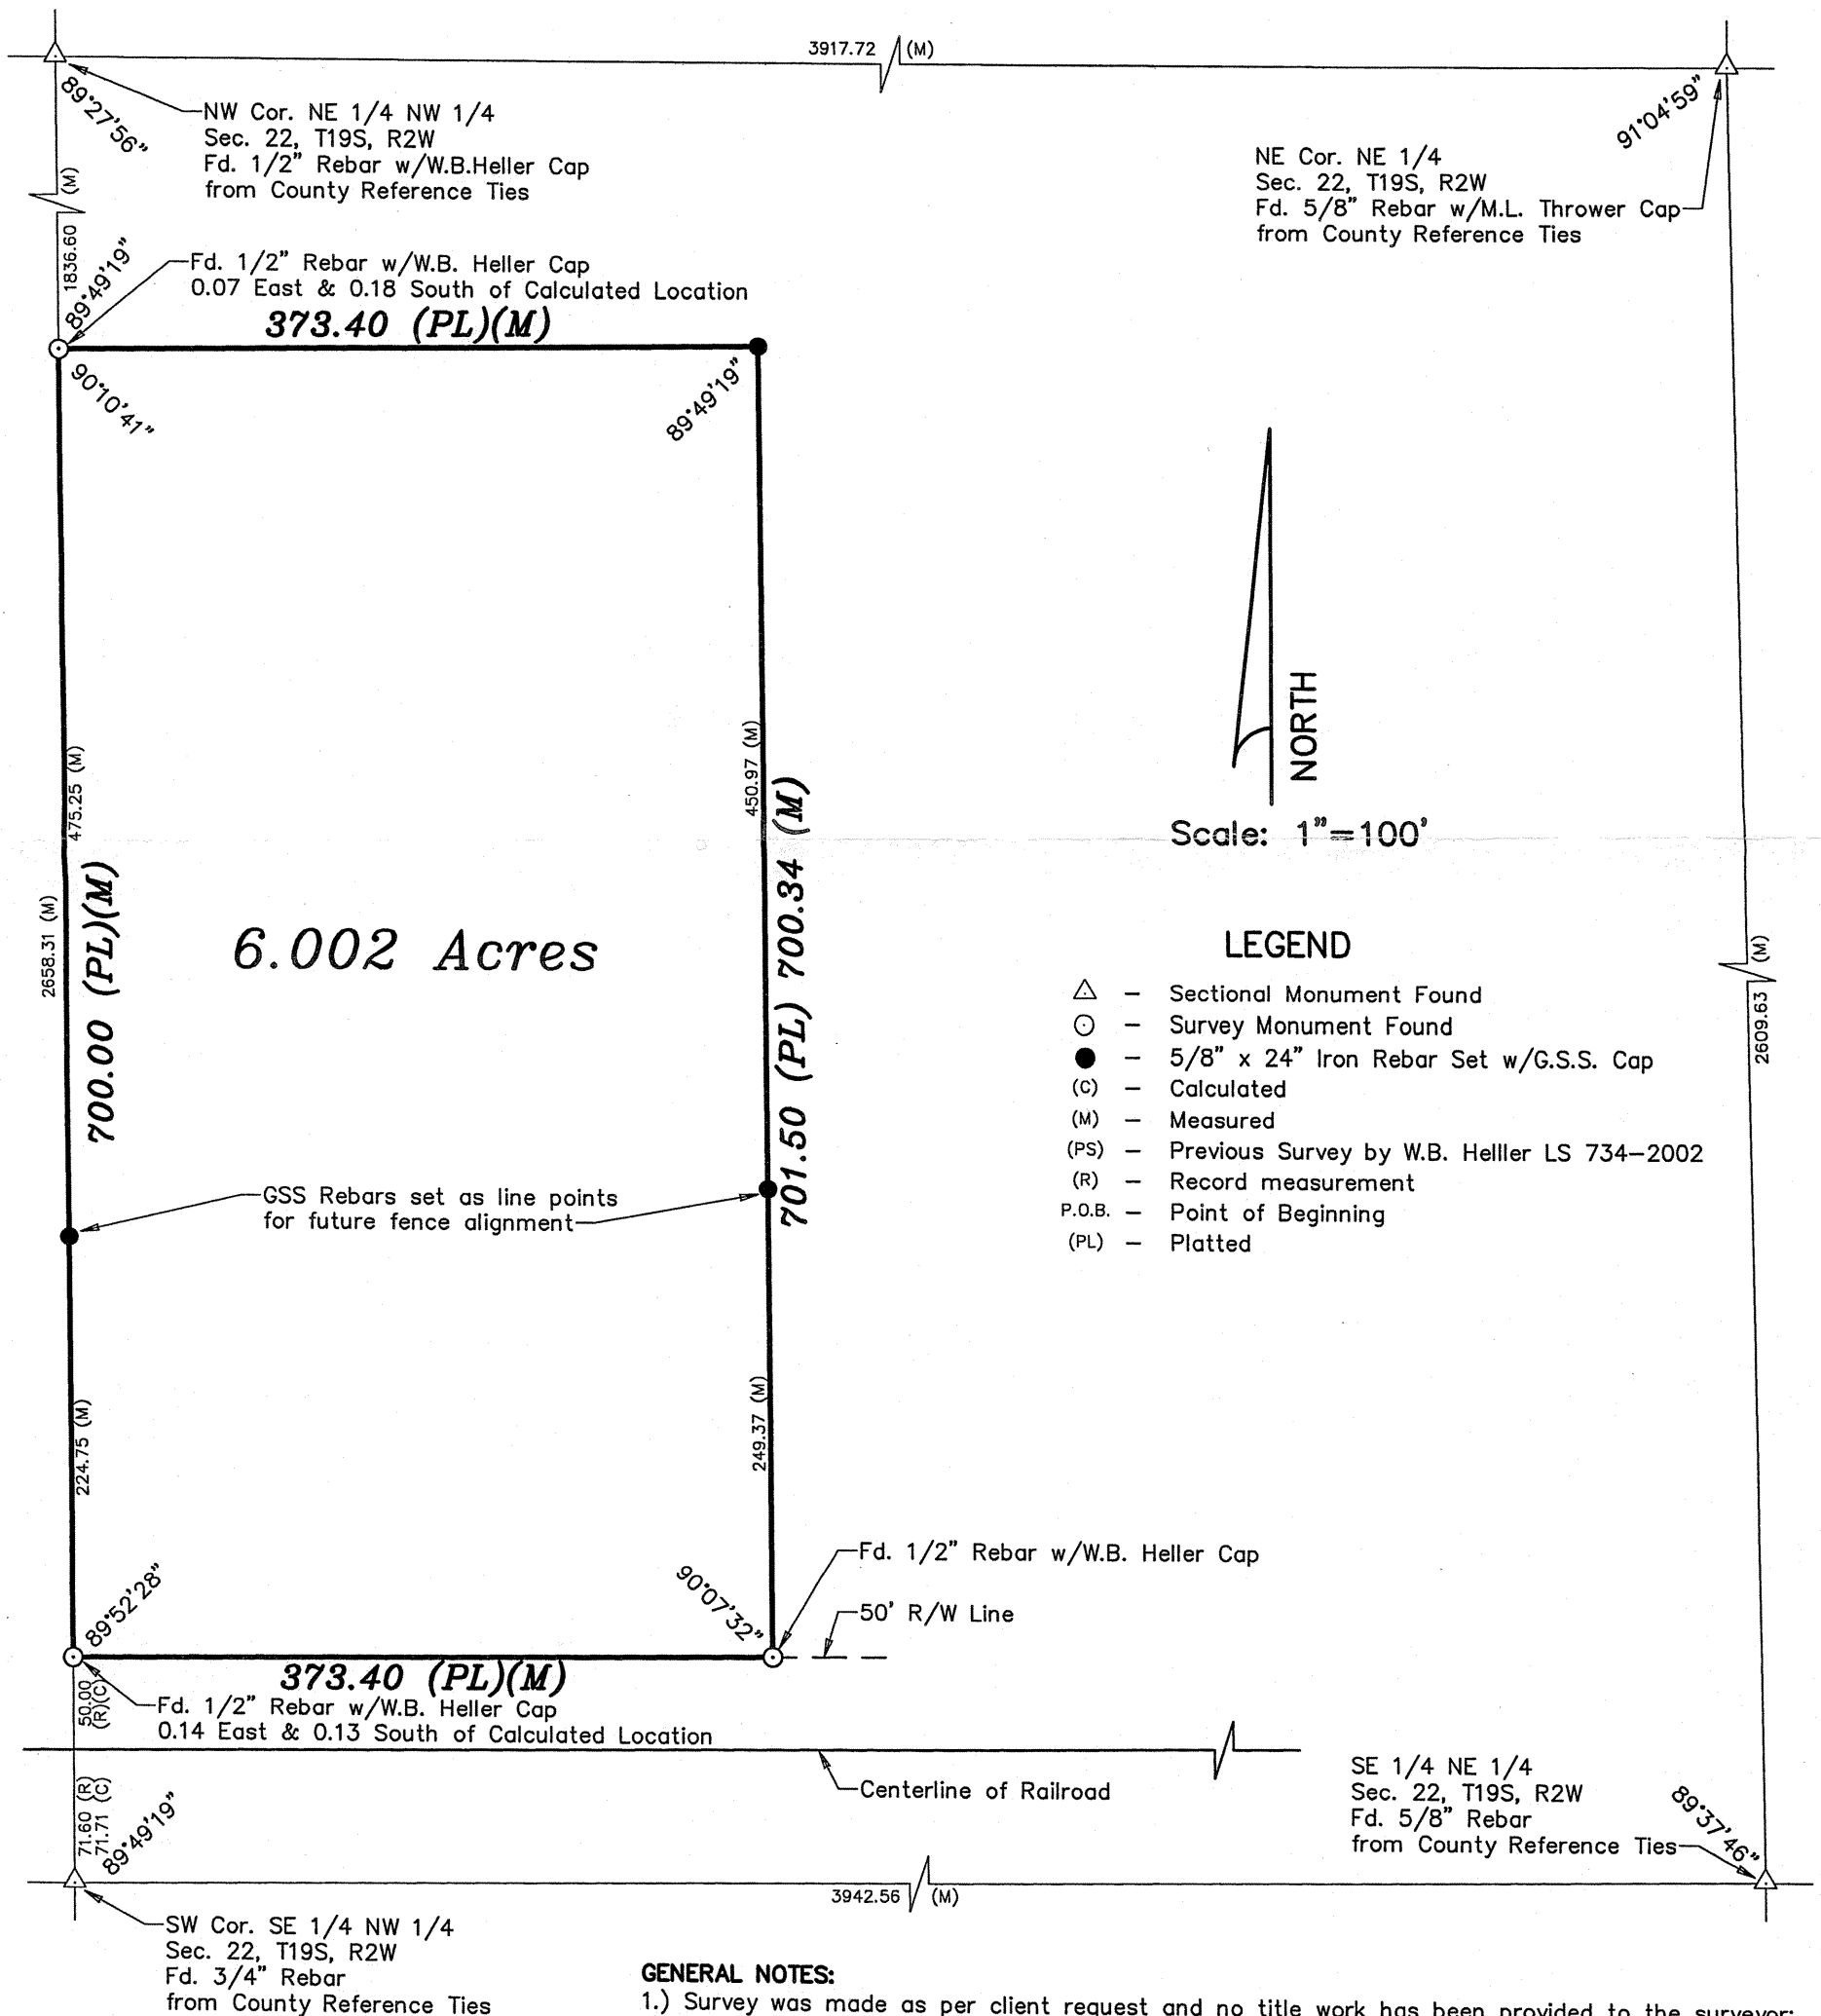 3917.72 (M)
89°27'56"
NW Cor. NE 1/4 NW 1/4
Sec. 22, T19S, R2W
Fd. 1/2" Rebar w/W.B.Heller Cap
from County Reference Ties
91°04'59"
NE Cor. NE 1/4
Sec. 22, T19S, R2W
Fd. 5/8" Rebar w/M.L. Thrower Cap
from County Reference Ties
1836.60 (M)
89°49'19"
Fd. 1/2" Rebar w/W.B. Heller Cap
0.07 East & 0.18 South of Calculated Location
373.40 (PL)(M)
90°10'41"
89°49'19"
NORTH
Scale: 1"=100'
475.25 (M)
450.97 (M)
2658.31 (M)
700.00 (PL)(M)
6.002 Acres
701.50 (PL) 700.34 (M)
2609.63 (M)
LEGEND
△ – Sectional Monument Found
⊙ – Survey Monument Found
● – 5/8" x 24" Iron Rebar Set w/G.S.S. Cap
(C) – Calculated
(M) – Measured
(PS) – Previous Survey by W.B. Helller LS 734–2002
(R) – Record measurement
P.O.B. – Point of Beginning
(PL) – Platted
GSS Rebars set as line points
for future fence alignment
224.75 (M)
249.37 (M)
89°52'28"
90°07'32"
Fd. 1/2" Rebar w/W.B. Heller Cap
50' R/W Line
373.40 (PL)(M)
50.00
(R)(C)
Fd. 1/2" Rebar w/W.B. Heller Cap
0.14 East & 0.13 South of Calculated Location
Centerline of Railroad
71.60 (R)
71.71 (C)
89°49'19"
SE 1/4 NE 1/4
Sec. 22, T19S, R2W
Fd. 5/8" Rebar
from County Reference Ties
89°37'46"
3942.56 (M)
SW Cor. SE 1/4 NW 1/4
Sec. 22, T19S, R2W
Fd. 3/4" Rebar
from County Reference Ties
GENERAL NOTES:
1.) Survey was made as per client request and no title work has been provided to the surveyor;